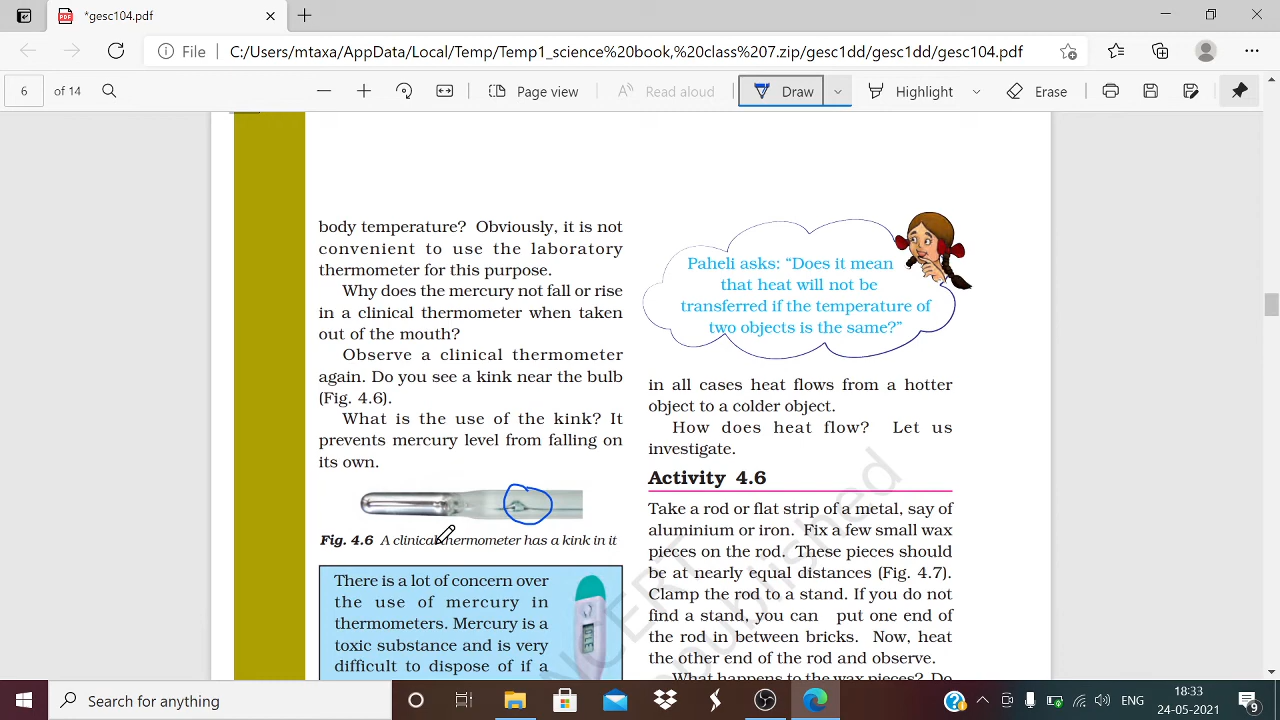 *gesc104.pdf
File
C:/Users/mtaxa/AppData/Local/Temp/Temp1_science%20book,%20class%207.zip/gesc1dd/gesc1dd/gesc104.pdf
6 of 14
Page view
Read aloud
Draw
Highlight
Erase
body temperature? Obviously, it is not
convenient to use the laboratory
thermometer for this purpose.
Why does the mercury not fall or rise
in a clinical thermometer when taken
out of the mouth?
Observe a clinical thermometer
again. Do you see a kink near the bulb
(Fig. 4.6).
What is the use of the kink? It
prevents mercury level from falling on
its own.
Fig. 4.6 A clinical thermometer has a kink in it
There is a lot of concern over
the use of mercury in
thermometers. Mercury is a
toxic substance and is very
difficult to dispose of if a
Paheli asks: “Does it mean
that heat will not be
transferred if the temperature of
two objects is the same?”
in all cases heat flows from a hotter
object to a colder object.
How does heat flow? Let us
investigate.
Activity 4.6
Take a rod or flat strip of a metal, say of
aluminium or iron. Fix a few small wax
pieces on the rod. These pieces should
be at nearly equal distances (Fig. 4.7).
Clamp the rod to a stand. If you do not
find a stand, you can put one end of
the rod in between bricks. Now, heat
the other end of the rod and observe.
What happens to the wax pieces? Do
Search for anything
ENG
18:33
24-05-2021
9